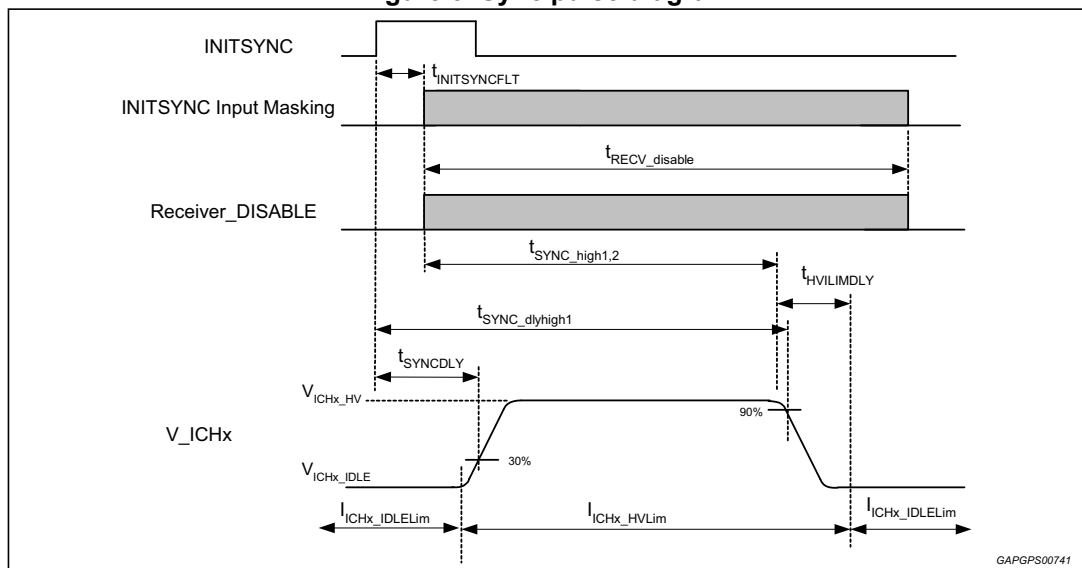 INITSYNC
tINITSYNCFLT
INITSYNC Input Masking
tRECV_disable
Receiver_DISABLE
tSYNC_high1,2
tHVILIMDLY
tSYNC_dlyhigh1
tSYNCDLY
VICHx_HV
90%
V_ICHx
VICHx_IDLE
30%
IICHx_IDLELim
IICHx_HVLim
IICHx_IDLELim
GAPGPS00741